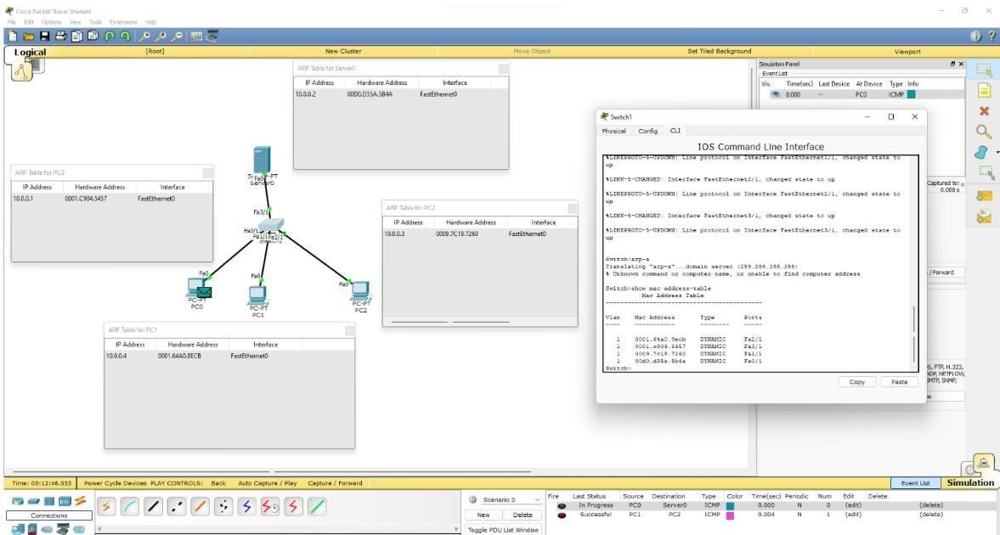 Cisco Packet Tracer Student
File Edit Options View Tools Extensions Help
Logical [Root] New Cluster Move Object Set Tiled Background Viewport
ARP Table for Server0
IP Address Hardware Address Interface
10.0.0.2 00D0.D35A.5B4A FastEthernet0
Simulation Panel
Event List
Vis. Time(sec) Last Device At Device Type Info
0.000 -- PC0 ICMP
Captured to:
0.000 s
/ Forward
ARP Table for PC0
IP Address Hardware Address Interface
10.0.0.1 0001.C904.5457 FastEthernet0
Fa0
Server0
Fa3/1
Fa0/1
Fa1/1 Fa2/1
Fa0
PC-PT
PC0
Fa0
PC-PT
PC1
Fa0
PC-PT
PC2
ARP Table for PC2
IP Address Hardware Address Interface
10.0.0.3 0009.7C19.7260 FastEthernet0
ARP Table for PC1
IP Address Hardware Address Interface
10.0.0.4 0001.64A0.8ECB FastEthernet0
Switch1
Physical Config CLI
IOS Command Line Interface
%LINEPROTO-5-UPDOWN: Line protocol on Interface FastEthernet1/1, changed state to
up
%LINK-5-CHANGED: Interface FastEthernet2/1, changed state to up
%LINEPROTO-5-UPDOWN: Line protocol on Interface FastEthernet2/1, changed state to
up
%LINK-5-CHANGED: Interface FastEthernet3/1, changed state to up
%LINEPROTO-5-UPDOWN: Line protocol on Interface FastEthernet3/1, changed state to
up
Switch>arp-a
Translating "arp-a"...domain server (255.255.255.255)
% Unknown command or computer name, or unable to find computer address
Switch>show mac address-table
Mac Address Table
-------------------------------------------
Vlan Mac Address Type Ports
---- ----------- -------- -----
1 0001.64a0.8ecb DYNAMIC Fa2/1
1 0001.c904.5457 DYNAMIC Fa3/1
1 0009.7c19.7260 DYNAMIC Fa1/1
1 00d0.d35a.5b4a DYNAMIC Fa0/1
Switch>
Copy Paste
S, FTP, H.323,
NDP, NETFLOW,
SMTP, SNMP,
Time: 00:12:46.033 Power Cycle Devices PLAY CONTROLS: Back Auto Capture / Play Capture / Forward Event List Simulation
Connections
Scenario 0
New Delete
Toggle PDU List Window
Fire Last Status Source Destination Type Color Time(sec) Periodic Num Edit Delete
In Progress PC0 Server0 ICMP 0.000 N 0 (edit) (delete)
Successful PC1 PC2 ICMP 0.004 N 1 (edit) (delete)